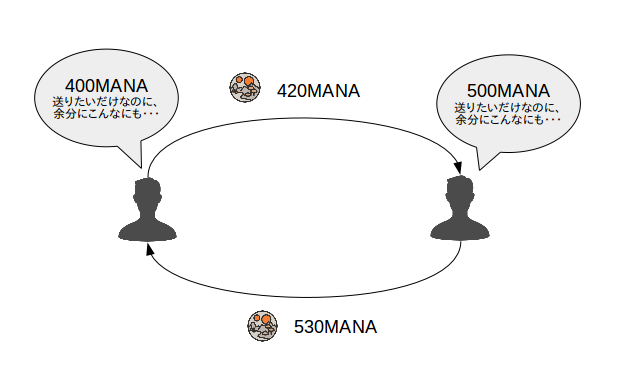 400MANA
送りたいだけなのに、
余分にこんなにも・・・
420MANA
500MANA
送りたいだけなのに、
余分にこんなにも・・・
530MANA